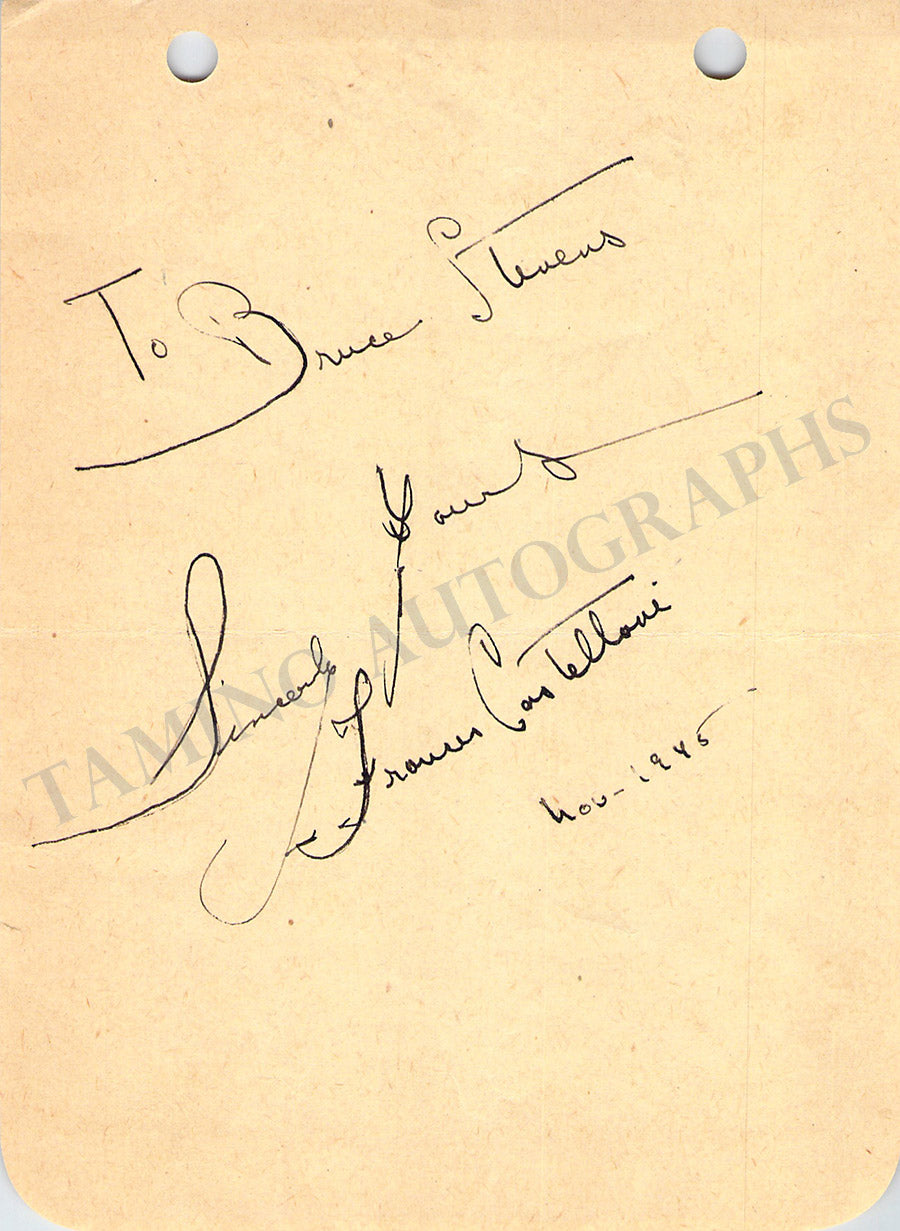 To Bruce Stevens
Sincerely Yours
Frances Castellani
Nov - 1945
TAMINO AUTOGRAPHS